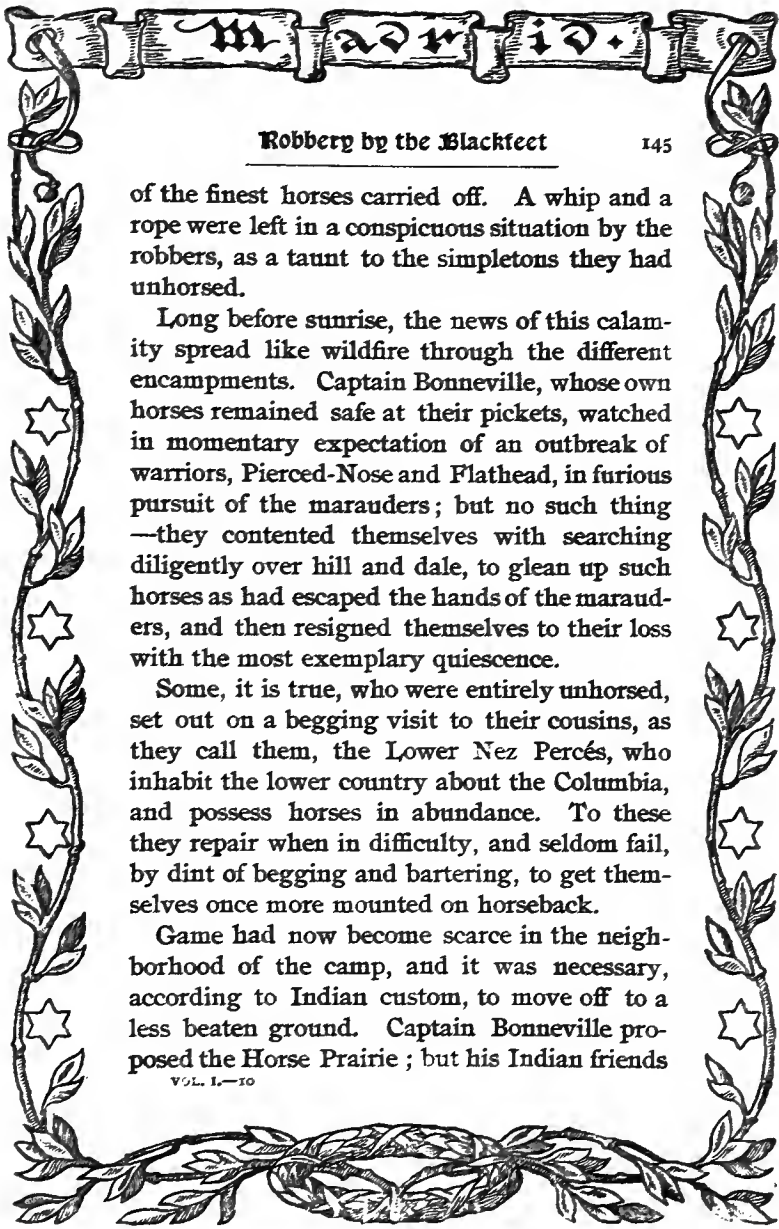 Madrid.
Robbery by the Blackfeet 145
of the finest horses carried off. A whip and a
rope were left in a conspicuous situation by the
robbers, as a taunt to the simpletons they had
unhorsed.
Long before sunrise, the news of this calam-
ity spread like wildfire through the different
encampments. Captain Bonneville, whose own
horses remained safe at their pickets, watched
in momentary expectation of an outbreak of
warriors, Pierced-Nose and Flathead, in furious
pursuit of the marauders; but no such thing
—they contented themselves with searching
diligently over hill and dale, to glean up such
horses as had escaped the hands of the maraud-
ers, and then resigned themselves to their loss
with the most exemplary quiescence.
Some, it is true, who were entirely unhorsed,
set out on a begging visit to their cousins, as
they call them, the Lower Nez Percés, who
inhabit the lower country about the Columbia,
and possess horses in abundance. To these
they repair when in difficulty, and seldom fail,
by dint of begging and bartering, to get them-
selves once more mounted on horseback.
Game had now become scarce in the neigh-
borhood of the camp, and it was necessary,
according to Indian custom, to move off to a
less beaten ground. Captain Bonneville pro-
posed the Horse Prairie; but his Indian friends
VOL. I.—10